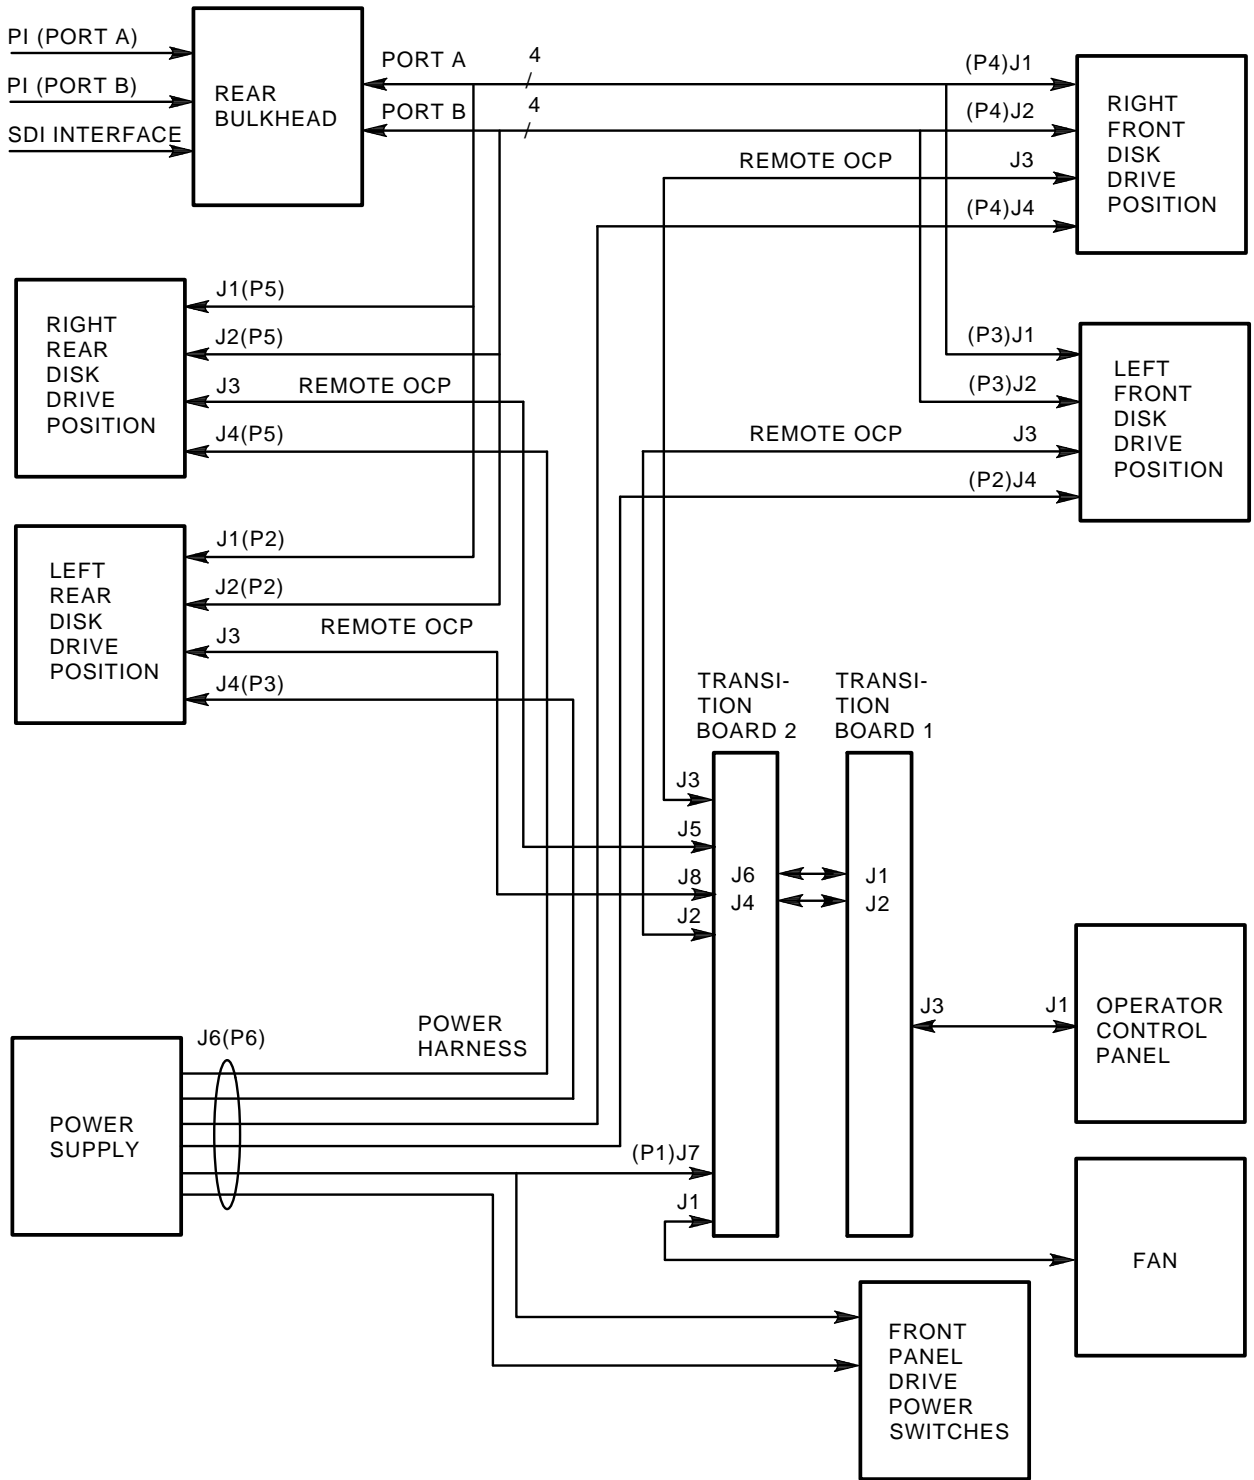 PI (PORT A)
PI (PORT B)
SDI INTERFACE
REAR
BULKHEAD
PORT A
4
PORT B
4
(P4)J1
(P4)J2
REMOTE OCP
J3
(P4)J4
RIGHT
FRONT
DISK
DRIVE
POSITION
RIGHT
REAR
DISK
DRIVE
POSITION
J1(P5)
J2(P5)
J3
REMOTE OCP
J4(P5)
(P3)J1
(P3)J2
REMOTE OCP
J3
(P2)J4
LEFT
FRONT
DISK
DRIVE
POSITION
LEFT
REAR
DISK
DRIVE
POSITION
J1(P2)
J2(P2)
J3
REMOTE OCP
J4(P3)
TRANSI-
TION
BOARD 2
TRANSI-
TION
BOARD 1
J3
J5
J8
J2
J6
J4
J1
J2
J3
J1
OPERATOR
CONTROL
PANEL
POWER
SUPPLY
J6(P6)
POWER
HARNESS
(P1)J7
J1
FAN
FRONT
PANEL
DRIVE
POWER
SWITCHES